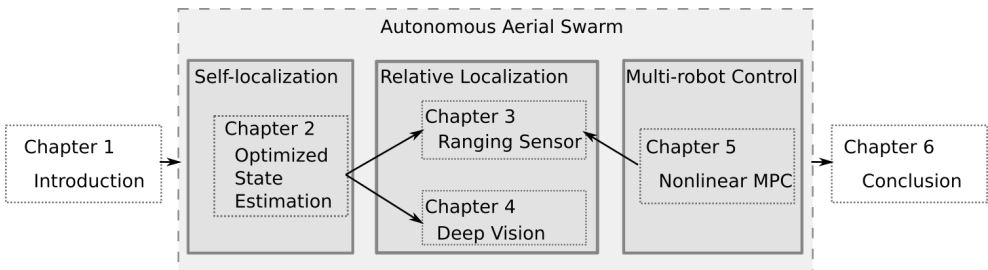 Autonomous Aerial Swarm
Chapter 1
Introduction
Self-localization
Chapter 2
Optimized
State
Estimation
Relative Localization
Chapter 3
Ranging Sensor
Chapter 4
Deep Vision
Multi-robot Control
Chapter 5
Nonlinear MPC
Chapter 6
Conclusion